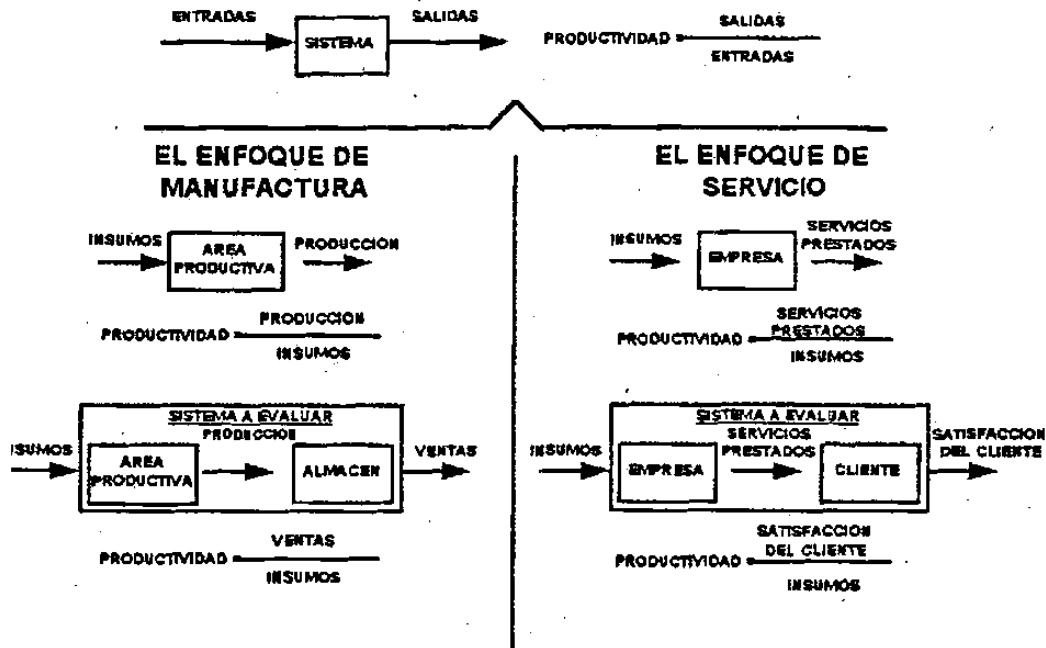 ENTRADAS
SISTEMA
SALIDAS
PRODUCTIVIDAD = SALIDAS
ENTRADAS
EL ENFOQUE DE
MANUFACTURA
INSUMOS
AREA
PRODUCTIVA
PRODUCCION
PRODUCTIVIDAD = PRODUCCION
INSUMOS
SISTEMA A EVALUAR
PRODUCCION
INSUMOS
AREA
PRODUCTIVA
ALMACEN
VENTAS
PRODUCTIVIDAD = VENTAS
INSUMOS
EL ENFOQUE DE
SERVICIO
INSUMOS
EMPRESA
SERVICIOS
PRESTADOS
PRODUCTIVIDAD = SERVICIOS
PRESTADOS
INSUMOS
SISTEMA A EVALUAR
SERVICIOS
PRESTADOS
INSUMOS
EMPRESA
CLIENTE
SATISFACCION
DEL CLIENTE
PRODUCTIVIDAD = SATISFACCION
DEL CLIENTE
INSUMOS